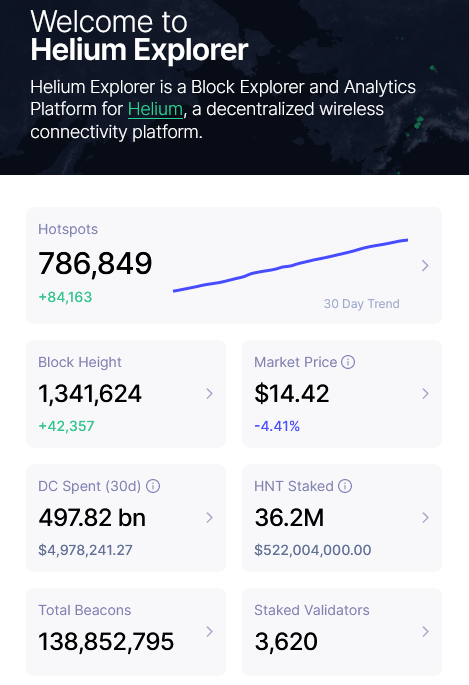 Welcome to
Helium Explorer
Helium Explorer is a Block Explorer and Analytics
Platform for Helium, a decentralized wireless
connectivity platform.
Hotspots
786,849
+84,163
30 Day Trend
Block Height
1,341,624
+42,357
Market Price
$14.42
-4.41%
DC Spent (30d)
497.82 bn
$4,978,241.27
HNT Staked
36.2M
$522,004,000.00
Total Beacons
138,852,795
Staked Validators
3,620